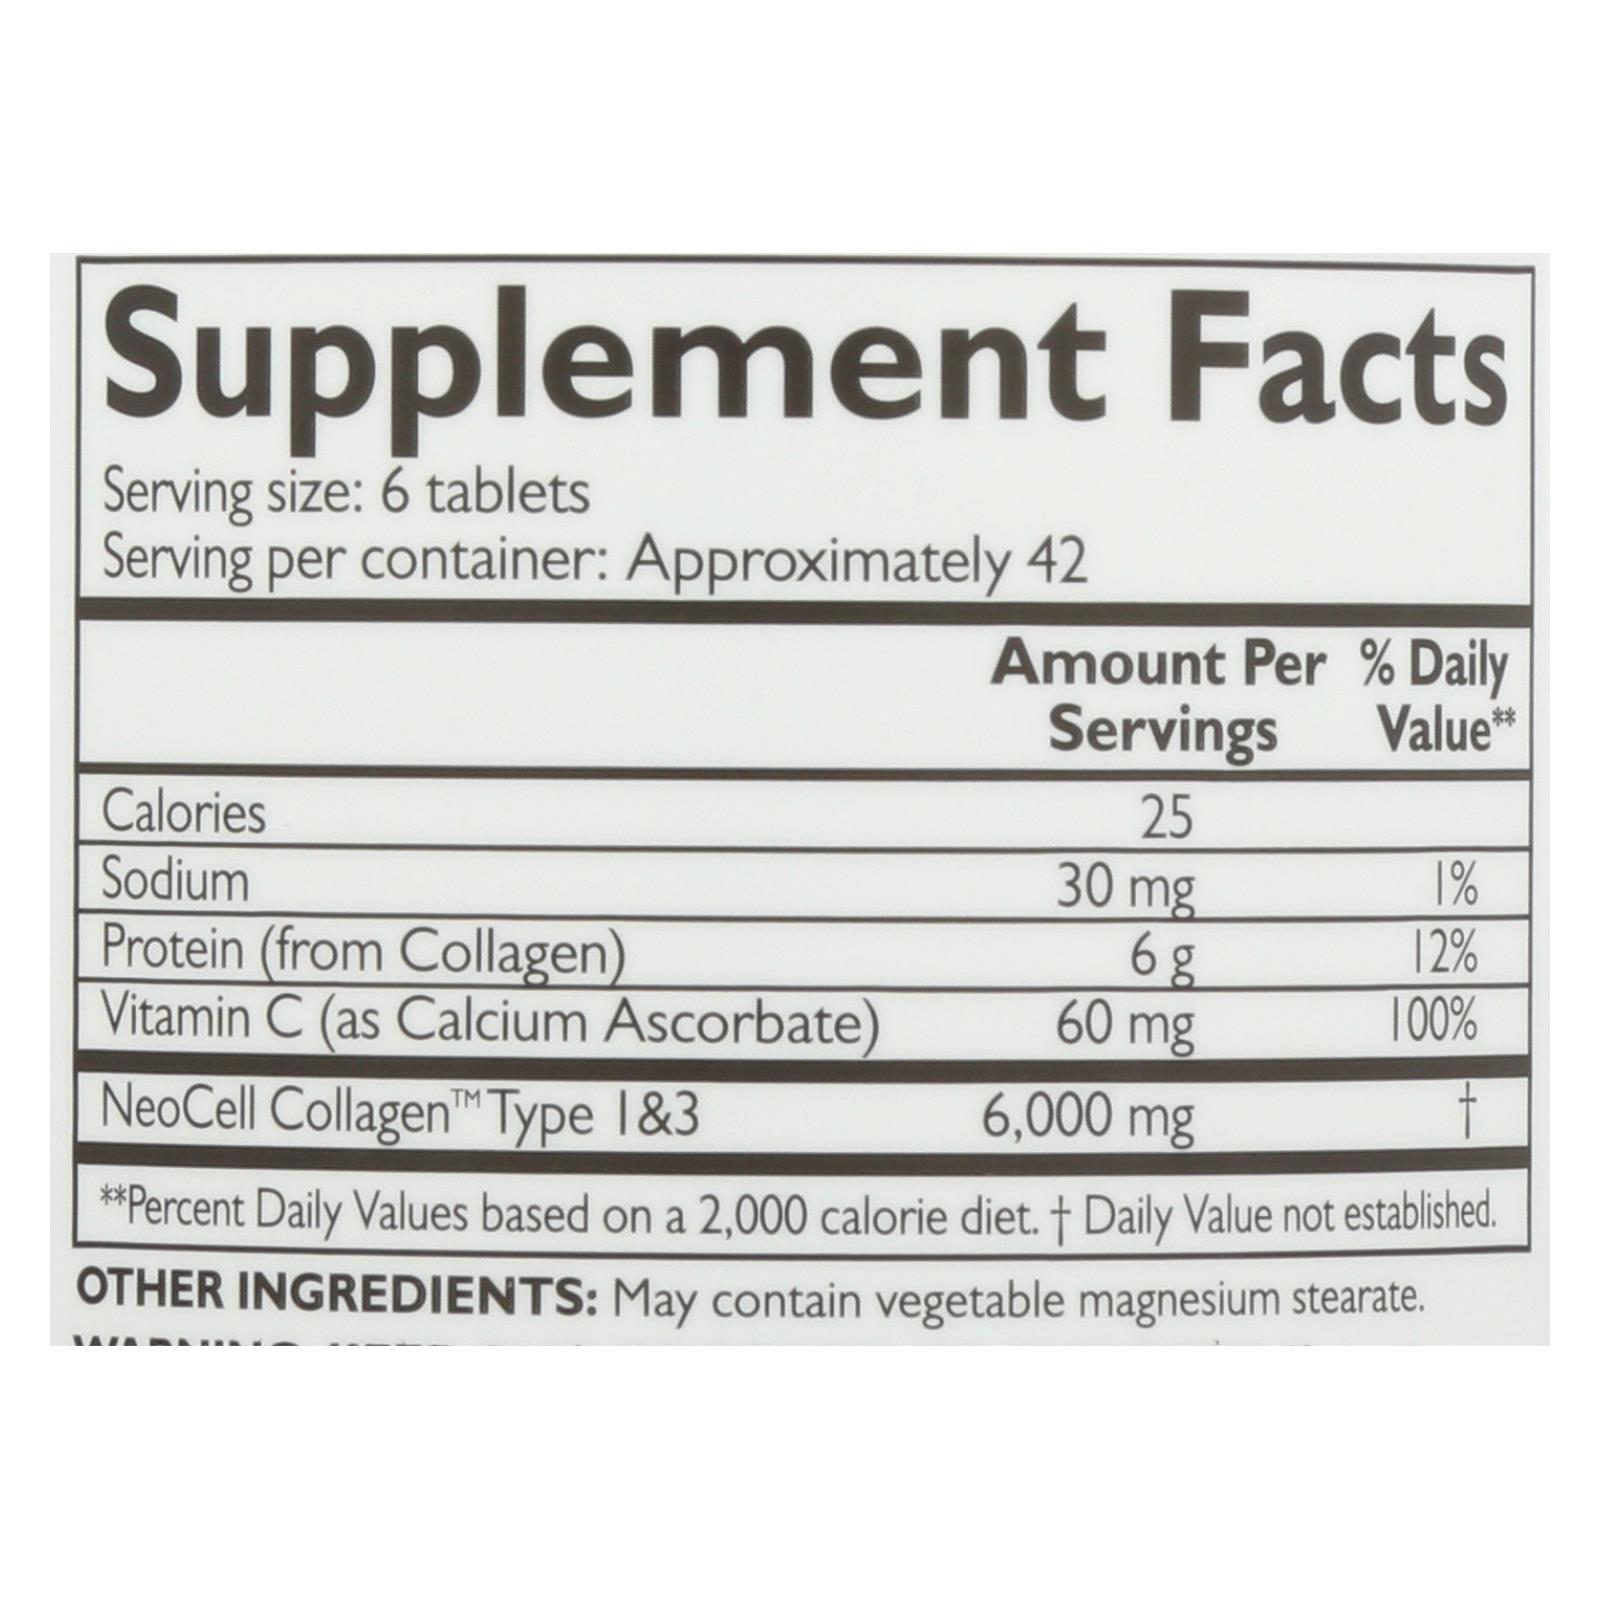 Supplement Facts
Serving size: 6 tablets
Serving per container: Approximately 42
Amount Per % Daily
Servings Value**
Calories 25
Sodium 30 mg 1%
Protein (from Collagen) 6 g 12%
Vitamin C (as Calcium Ascorbate) 60 mg 100%
NeoCell Collagen™ Type 1&3 6,000 mg †
**Percent Daily Values based on a 2,000 calorie diet. † Daily Value not established.
OTHER INGREDIENTS: May contain vegetable magnesium stearate.